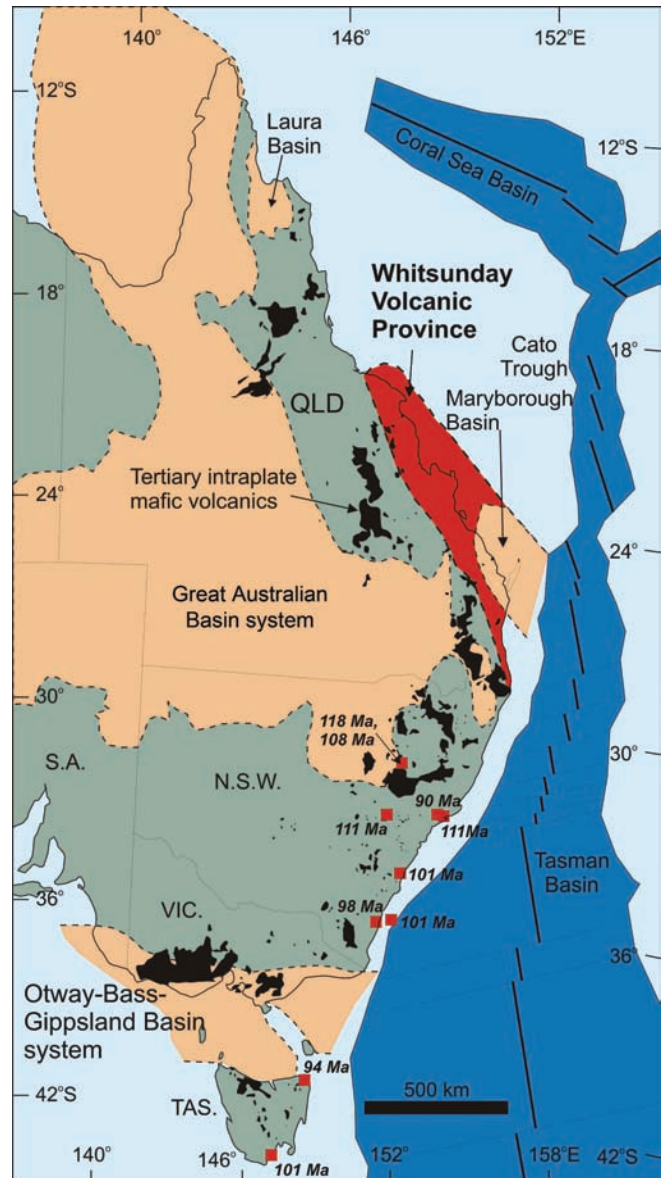 140°
146°
152°E
12°S
Laura
Basin
Coral Sea Basin
12°S
18°
Whitsunday
Volcanic
Province
18°
Cato
Trough
Maryborough
Basin
QLD
Tertiary intraplate
mafic volcanics
24°
24°
Great Australian
Basin system
30°
118 Ma,
108 Ma
30°
S.A.
N.S.W.
90 Ma
111 Ma
111Ma
101 Ma
Tasman
Basin
36°
98 Ma
VIC.
101 Ma
36°
Otway-Bass-
Gippsland Basin
system
94 Ma
500 km
42°S
TAS.
101 Ma
140°
146°
152°
158°E
42°S